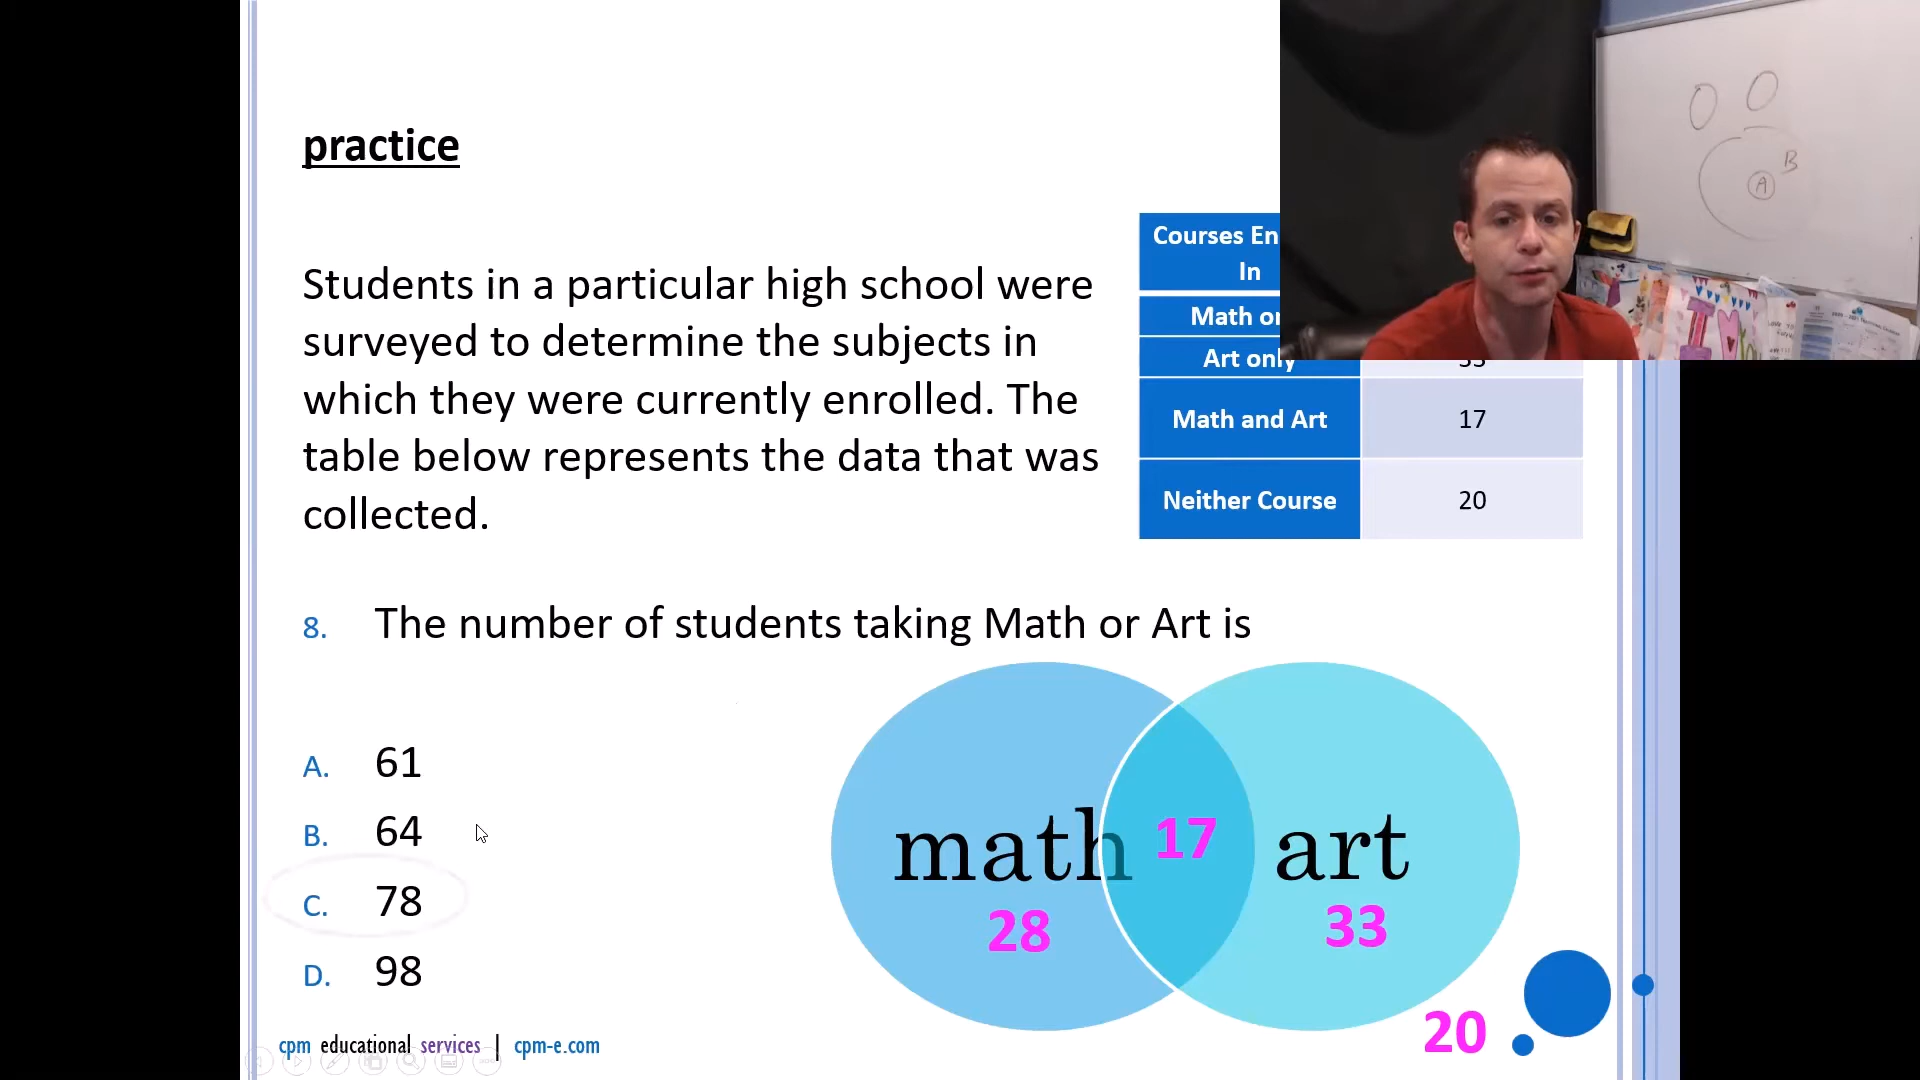 practice
Students in a particular high school were
surveyed to determine the subjects in
which they were currently enrolled. The
table below represents the data that was
collected.
Courses En
In
Math or
Art only
Math and Art 17
Neither Course 20
8. The number of students taking Math or Art is
A. 61
B. 64
C. 78
D. 98
math 17 art
28 33
20
cpm educational services | cpm-e.com
A
B